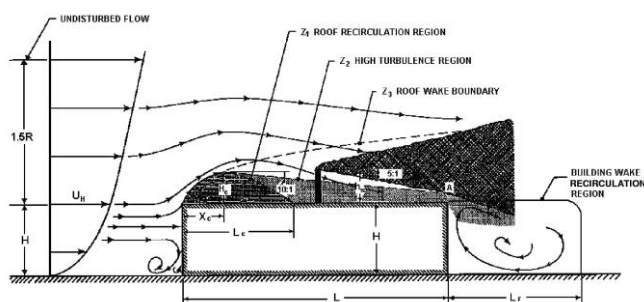 UNDISTURBED FLOW
Z1 ROOF RECIRCULATION REGION
Z2 HIGH TURBULENCE REGION
Z3 ROOF WAKE BOUNDARY
1.5R
10:1
5:1
A
BUILDING WAKE
RECIRCULATION
REGION
UH
Hc
Xc
Lc
H
H
L
Lr